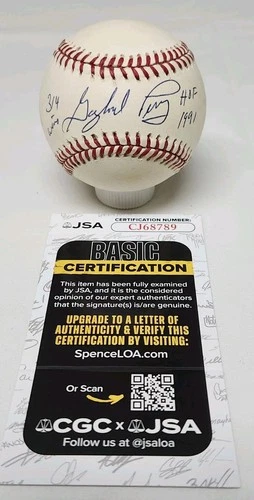 314 Wins Gaylord Perry HOF 1991
JSA CERTIFICATION NUMBER:
CJ68789
BASIC
CERTIFICATION
This item has been fully examined
by JSA, and it is the considered
opinion of our expert authenticators
that the signature(s) is/are genuine.
UPGRADE TO A LETTER OF
AUTHENTICITY & VERIFY THIS
CERTIFICATION BY VISITING:
SpenceLOA.com
Or Scan
CGC x JSA
Follow us at @jsaloa